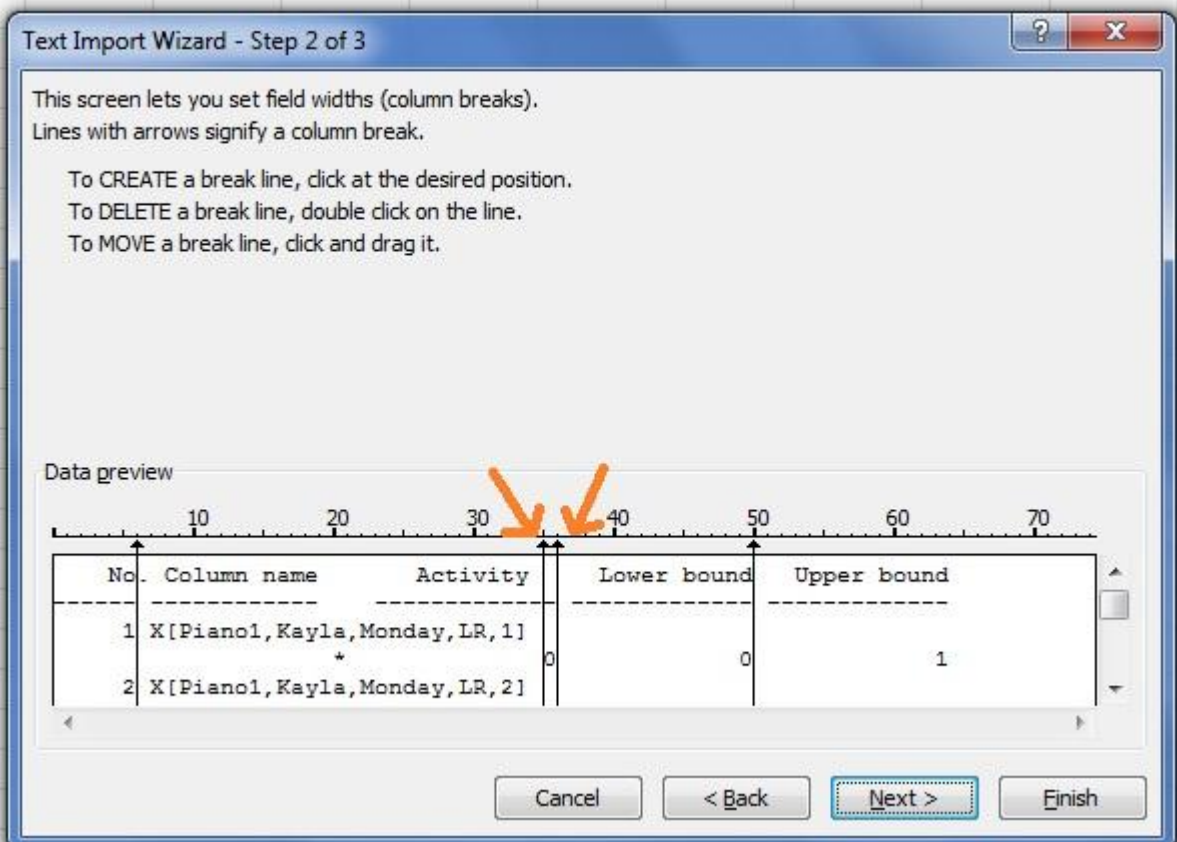 Text Import Wizard - Step 2 of 3
?
X
This screen lets you set field widths (column breaks).
Lines with arrows signify a column break.
To CREATE a break line, click at the desired position.
To DELETE a break line, double click on the line.
To MOVE a break line, click and drag it.
Data preview
10 20 30 40 50 60 70
No. Column name Activity Lower bound Upper bound
------ ------------ ------------- ------------- -------------
1 X[Piano1,Kayla,Monday,LR,1]
* 0 0 1
2 X[Piano1,Kayla,Monday,LR,2]
Cancel < Back Next > Finish